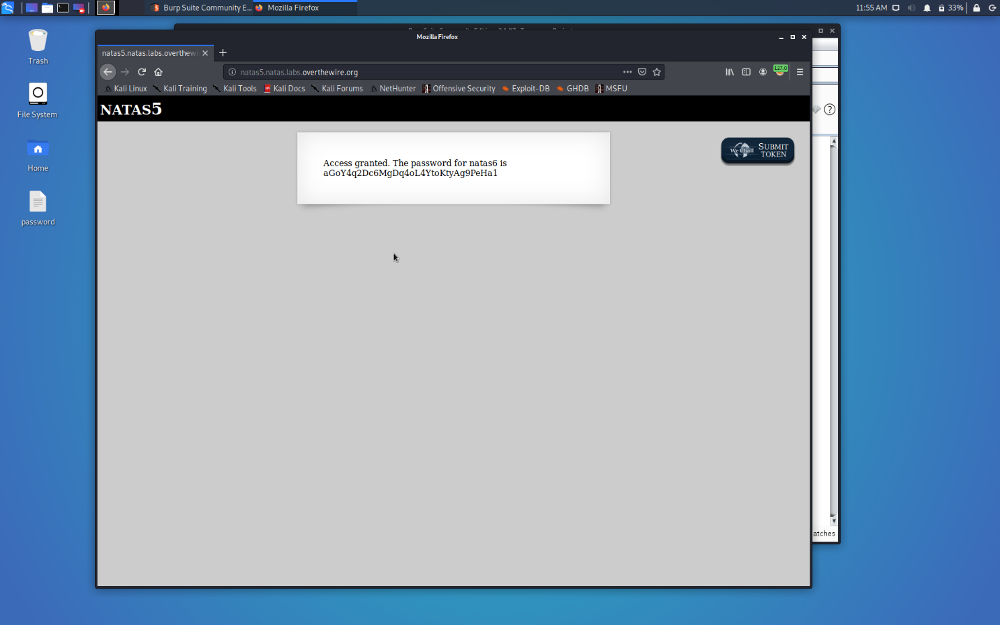 Burp Suite Community E...
Mozilla Firefox
11:55 AM
33%
Mozilla Firefox
natas5.natas.labs.overthew
natas5.natas.labs.overthewire.org
127.0
Kali Linux
Kali Training
Kali Tools
Kali Docs
Kali Forums
NetHunter
Offensive Security
Exploit-DB
GHDB
MSFU
NATAS5
Access granted. The password for natas6 is
aGoY4q2Dc6MgDq4oL4YtoKtyAg9PeHa1
We Chall
SUBMIT
TOKEN
?
atches
Trash
File System
Home
password